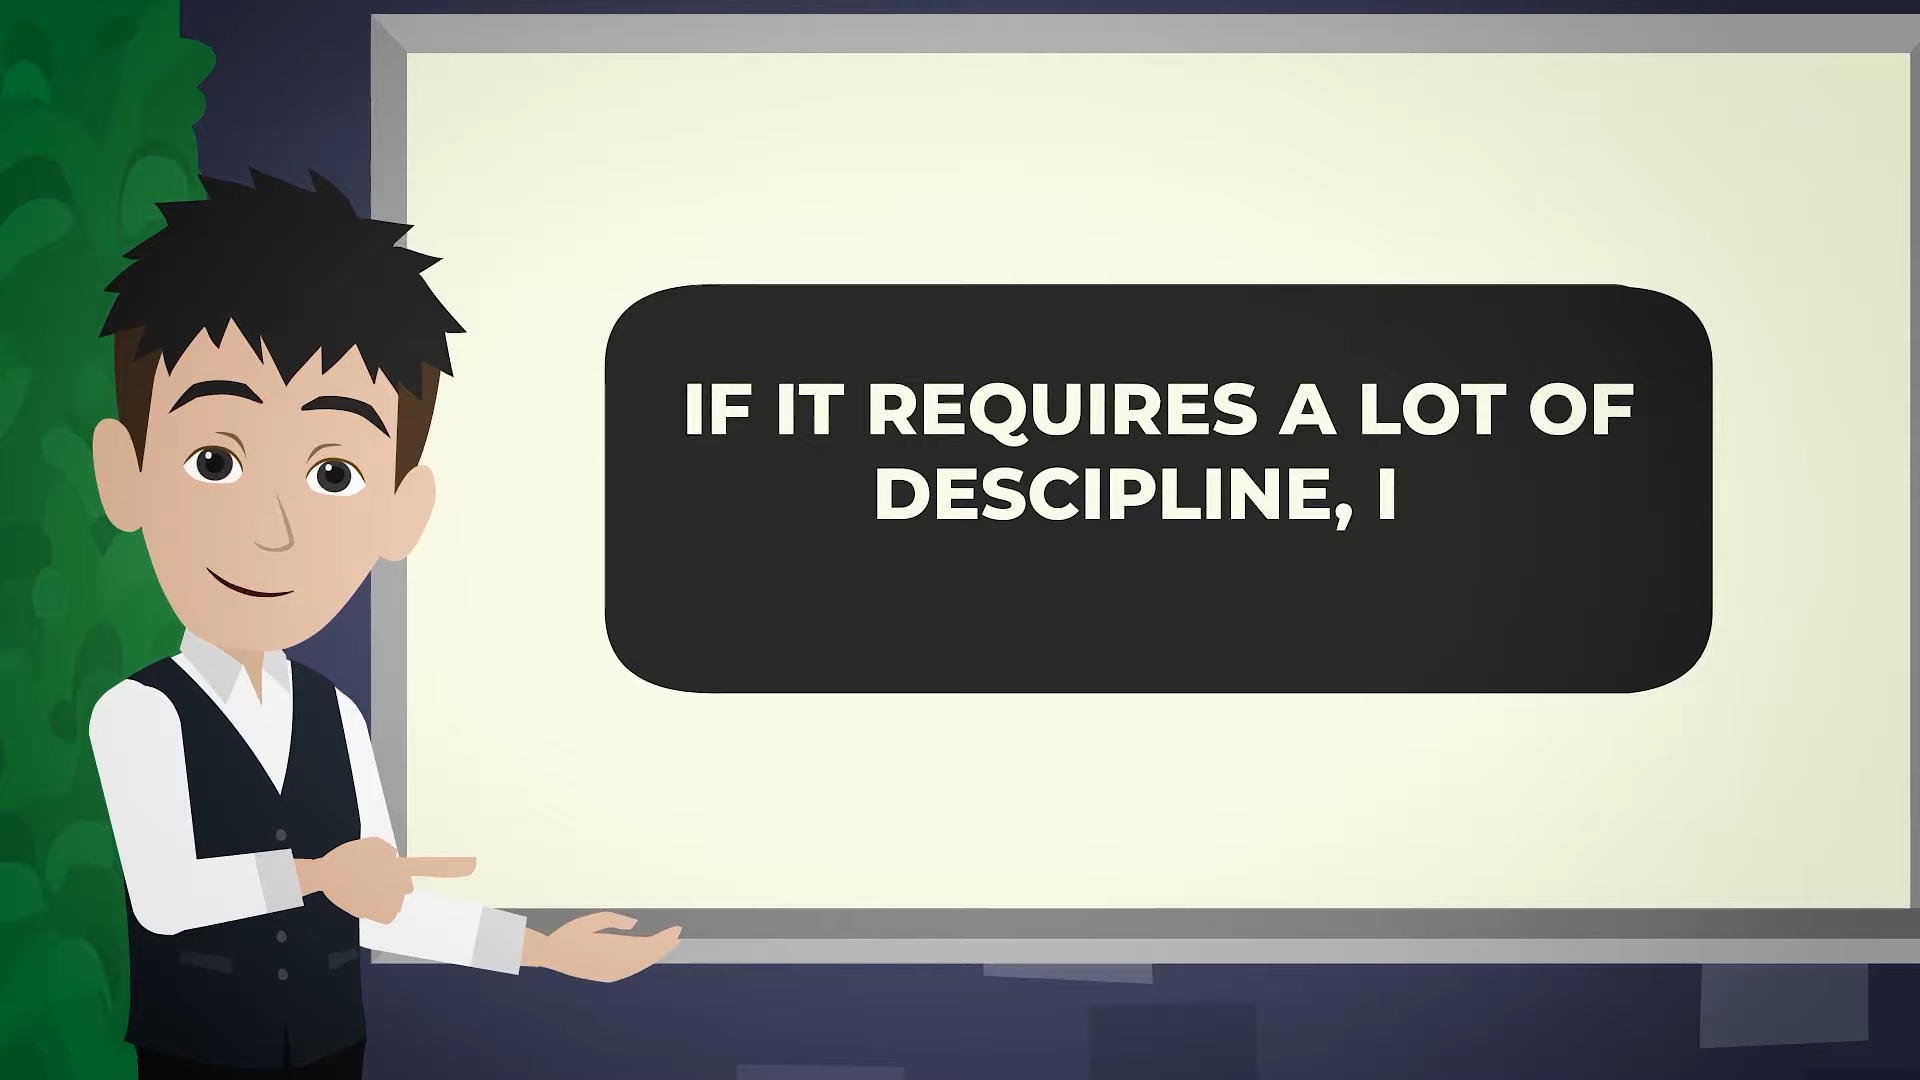 IF IT REQUIRES A LOT OF
DESCIPLINE, I